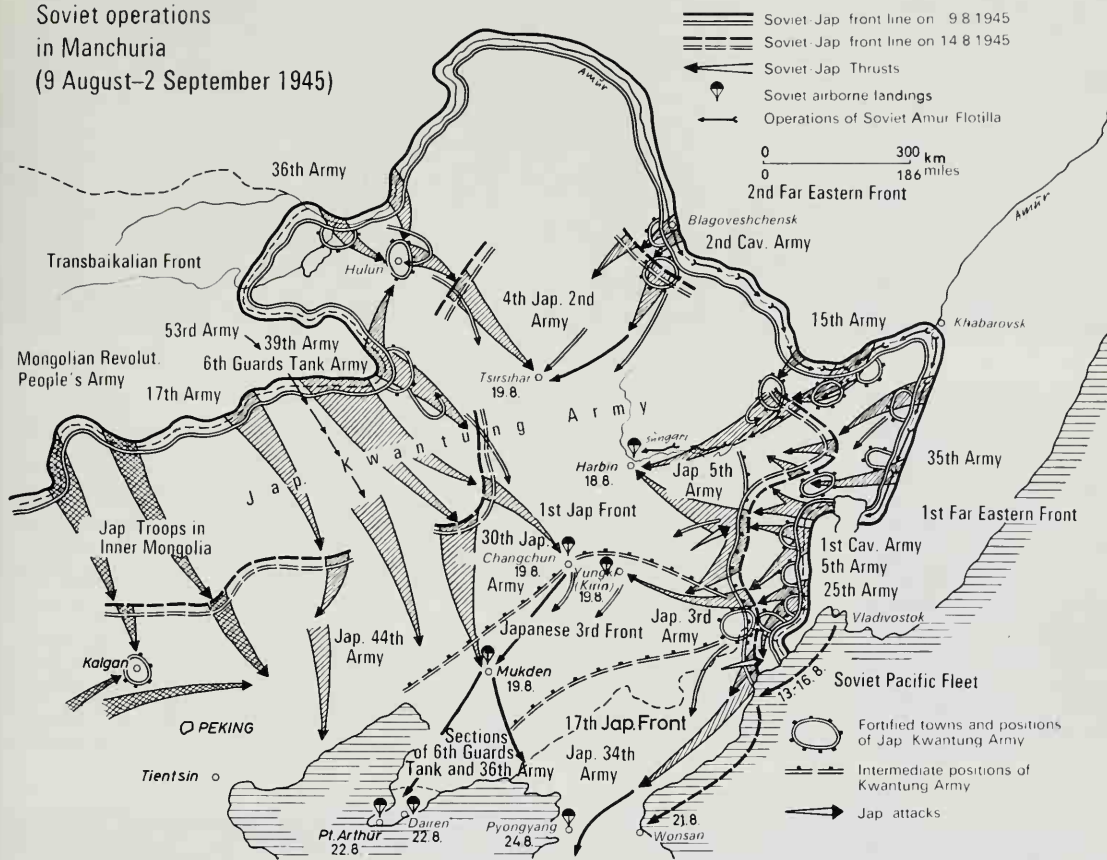 Soviet operations
in Manchuria
(9 August–2 September 1945)
Soviet-Jap front line on 9 8 1945
Soviet-Jap front line on 14 8 1945
Soviet-Jap Thrusts
Soviet airborne landings
Operations of Soviet Amur Flotilla
0 300 km
186 miles
2nd Far Eastern Front
Amur
Amur
36th Army
Blagoveshchensk
2nd Cav. Army
Transbaikalian Front
Hulun
4th Jap. 2nd
Army
15th Army
Khabarovsk
53rd Army
39th Army
6th Guards Tank Army
Mongolian Revolut.
People's Army
17th Army
Tsirsihar
19.8.
Jap. Kwantung Army
Sungari
Harbin
18 8.
Jap. 5th
Army
35th Army
1st Jap Front
1st Far Eastern Front
Jap Troops in
Inner Mongolia
30th Jap.
Army
Changchun
19 8.
Yungki
(Kirin)
19.8
1st Cav. Army
5th Army
25th Army
Vladivostok
Japanese 3rd Front
Jap. 3rd
Army
Jap. 44th
Army
Kalgan
Mukden
19.8.
13.-16.8.
Soviet Pacific Fleet
PEKING
17th Jap. Front
Fortified towns and positions
of Jap Kwantung Army
Sections
of 6th Guards
Tank and 36th Army
Jap. 34th
Army
Tientsin
Intermediate positions of
Kwantung Army
Jap attacks
Pt. Arthur
22.8
Dairen
22.8.
Pyongyang
24.8.
21.8.
Wonsan